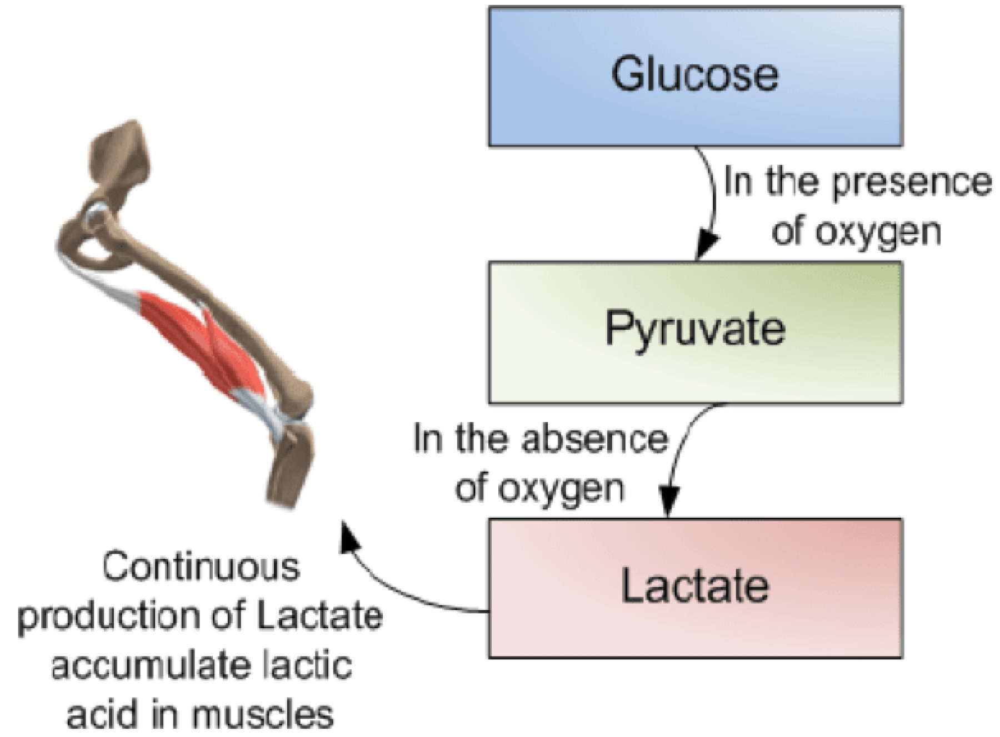 Glucose
In the presence
of oxygen
Pyruvate
In the absence
of oxygen
Lactate
Continuous
production of Lactate
accumulate lactic
acid in muscles